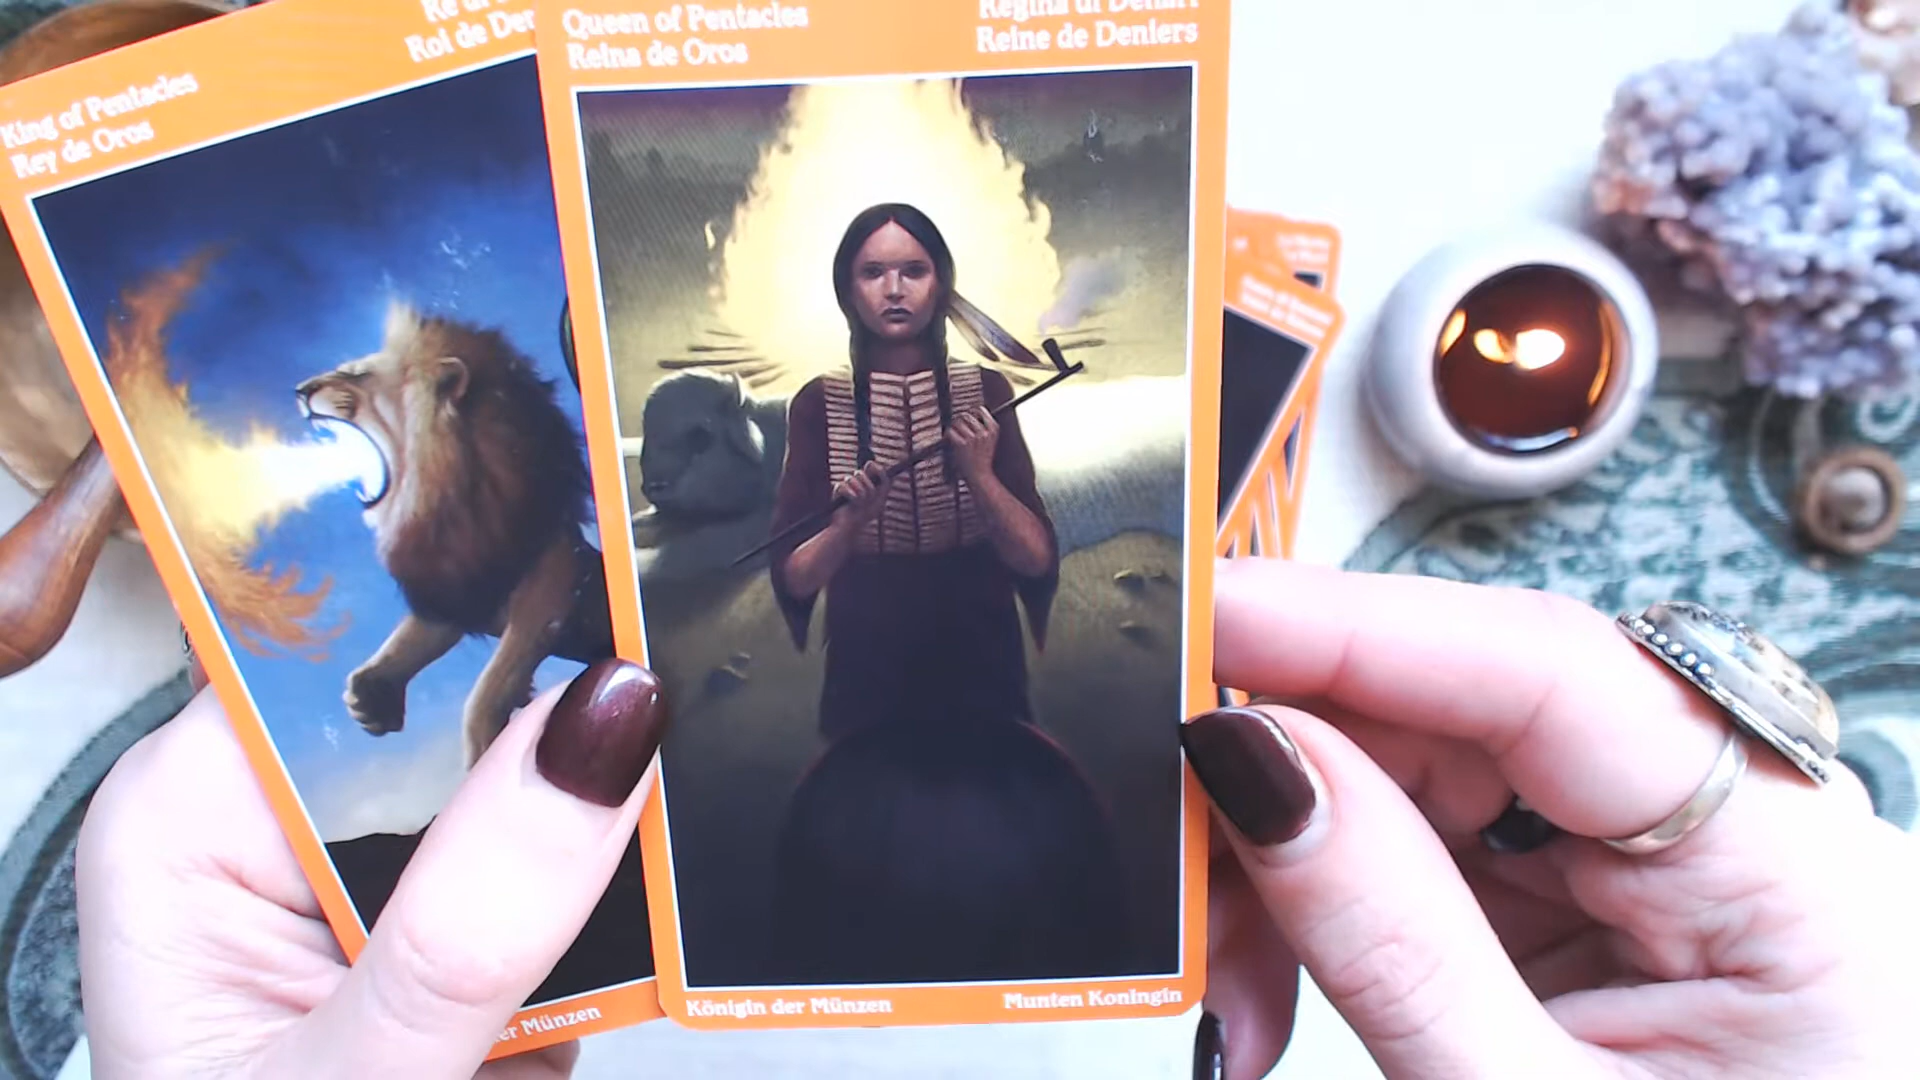 King of Pentacles
Rey de Oros
Roi de Der
er Münzen
Queen of Pentacles
Reina de Oros
Regina di Denari
Reine de Deniers
Königin der Münzen
Munten Koningin